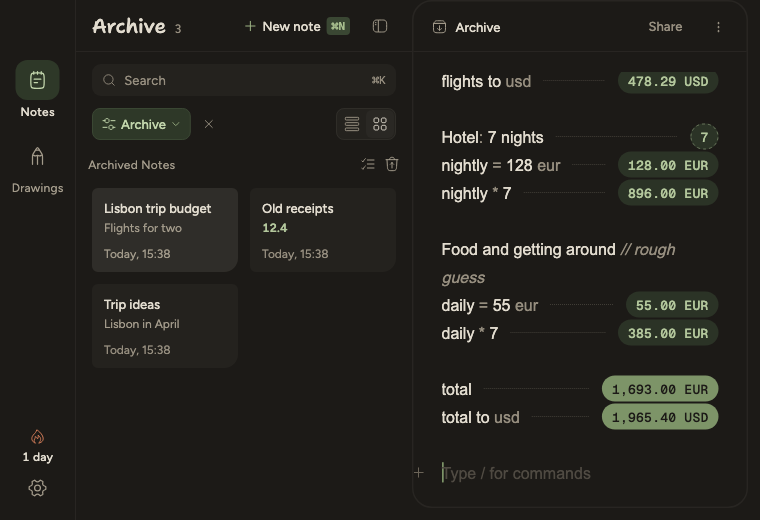 Notes
Drawings
1 day
Archive 3
+ New note ⌘N
Search ⌘K
Archive
Archived Notes
Lisbon trip budget
Flights for two
Today, 15:38
Old receipts
12.4
Today, 15:38
Trip ideas
Lisbon in April
Today, 15:38
Archive
Share
flights to usd 478.29 USD
Hotel: 7 nights 7
nightly = 128 eur 128.00 EUR
nightly * 7 896.00 EUR
Food and getting around // rough
guess
daily = 55 eur 55.00 EUR
daily * 7 385.00 EUR
total 1,693.00 EUR
total to usd 1,965.40 USD
Type / for commands